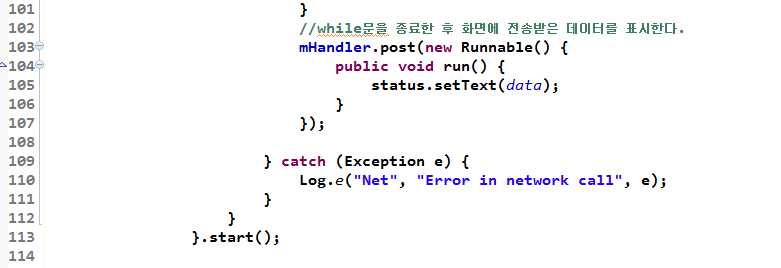 101 }
102 //while문을 종료한 후 화면에 전송받은 데이터를 표시한다.
103 mHandler.post(new Runnable() {
104 public void run() {
105 status.setText(data);
106 }
107 });
108
109 } catch (Exception e) {
110 Log.e("Net", "Error in network call", e);
111 }
112 }
113 }.start();
114